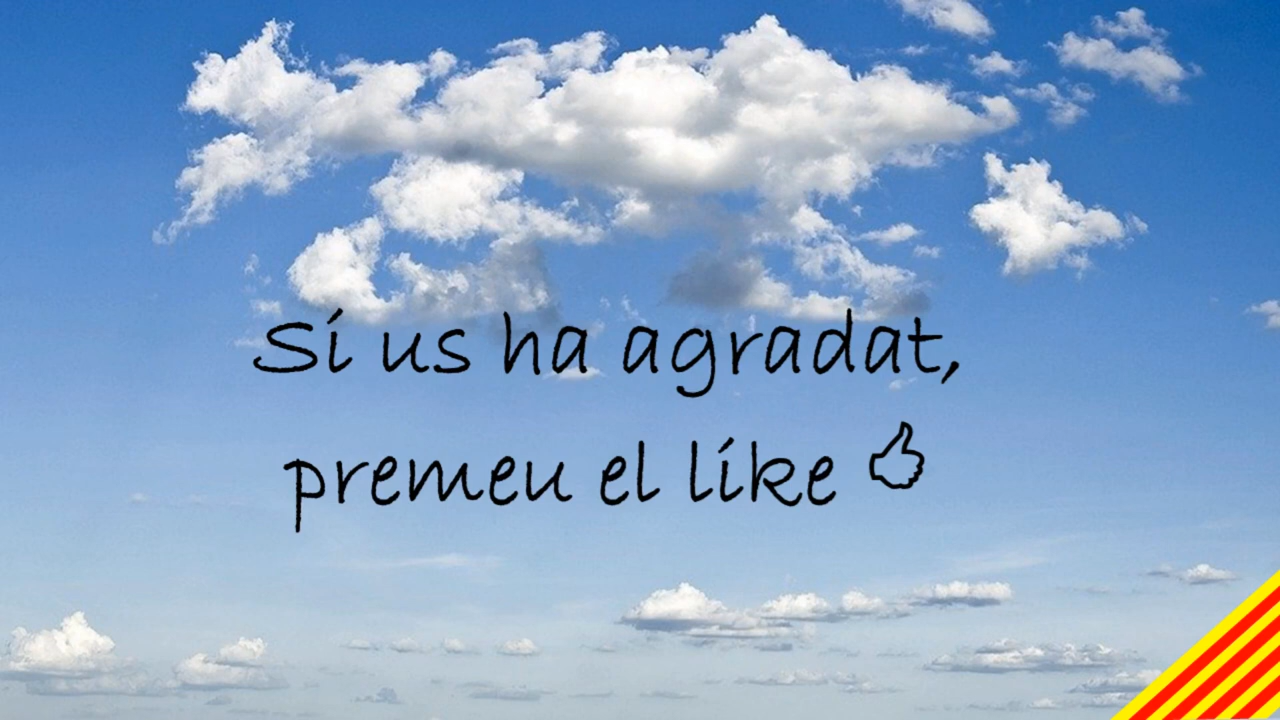 Si us ha agradat,
premeu el like 👍